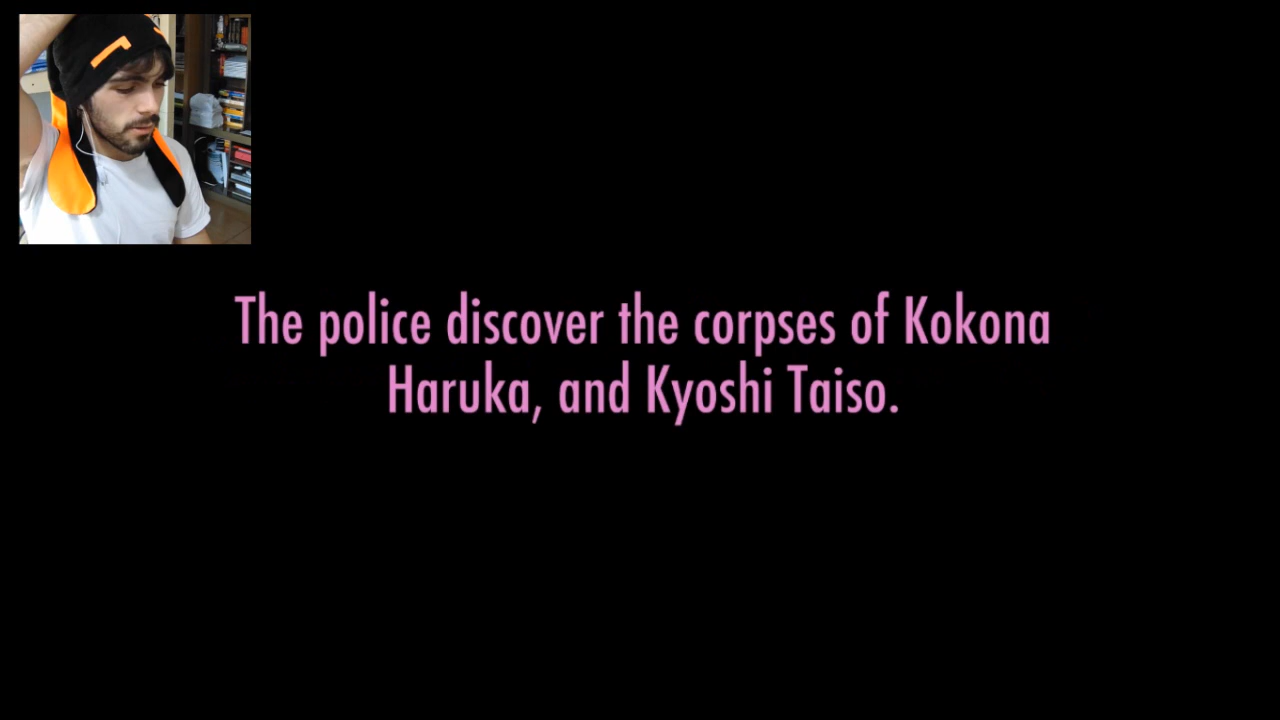 The police discover the corpses of Kokona
Haruka, and Kyoshi Taiso.